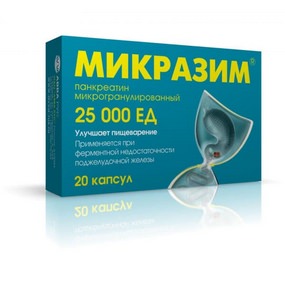 МИКРАЗИМ®
панкреатин
микрогранулированный
25 000 ЕД
Улучшает пищеварение
Применяется при
ферментной недостаточности
поджелудочной железы
20 капсул